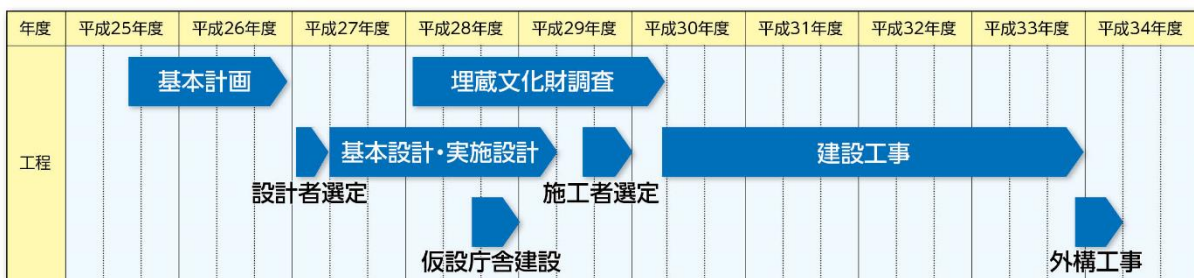 年度 平成25年度 平成26年度 平成27年度 平成28年度 平成29年度 平成30年度 平成31年度 平成32年度 平成33年度 平成34年度
基本計画 埋蔵文化財調査
工程 基本設計・実施設計 建設工事
設計者選定 施工者選定
仮設庁舎建設 外構工事